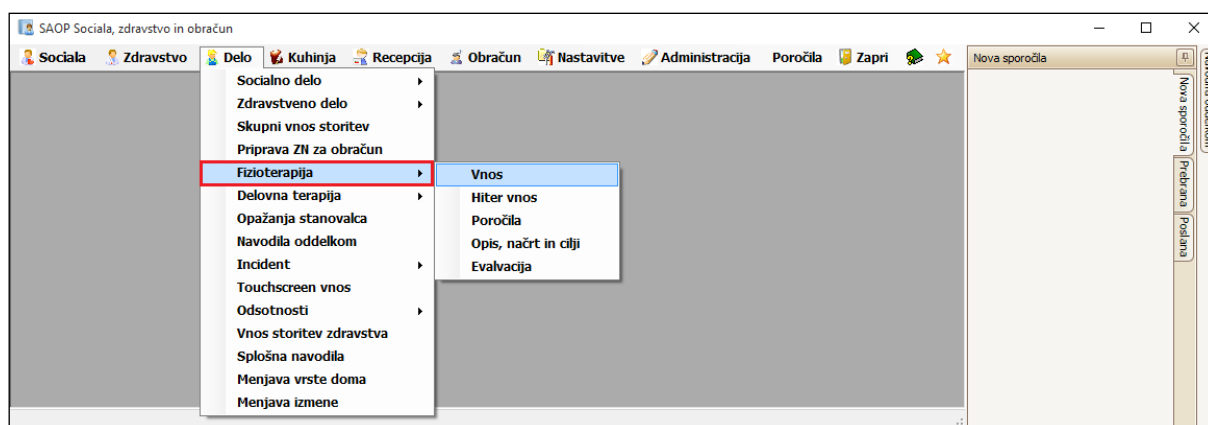 SAOP Sociala, zdravstvo in obračun
Sociala Zdravstvo Delo Kuhinja Recepcija Obračun Nastavitve Administracija Poročila Zapri
Nova sporočila
Socialno delo
Zdravstveno delo
Skupni vnos storitev
Priprava ZN za obračun
Fizioterapija
Delovna terapija
Opažanja stanovalca
Navodila oddelkom
Incident
Touchscreen vnos
Odsotnosti
Vnos storitev zdravstva
Splošna navodila
Menjava vrste doma
Menjava izmene
Vnos
Hiter vnos
Poročila
Opis, načrt in cilji
Evalvacija
Nova sporočila
Prebrana
Poslana